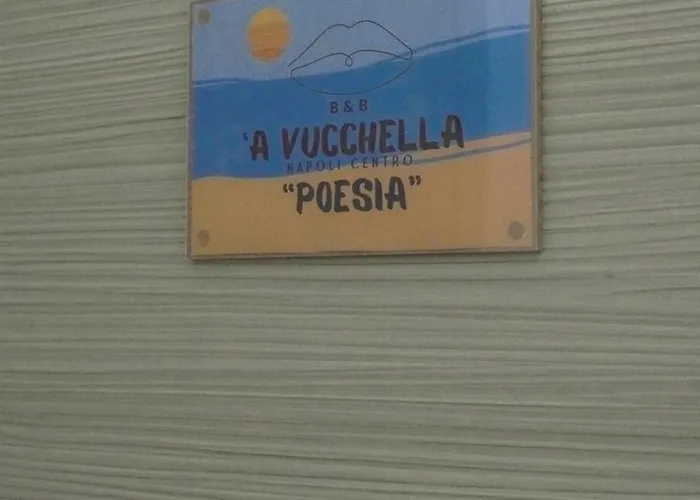 B & B
'A VUCCHELLA
NAPOLI CENTRO
"POESIA"